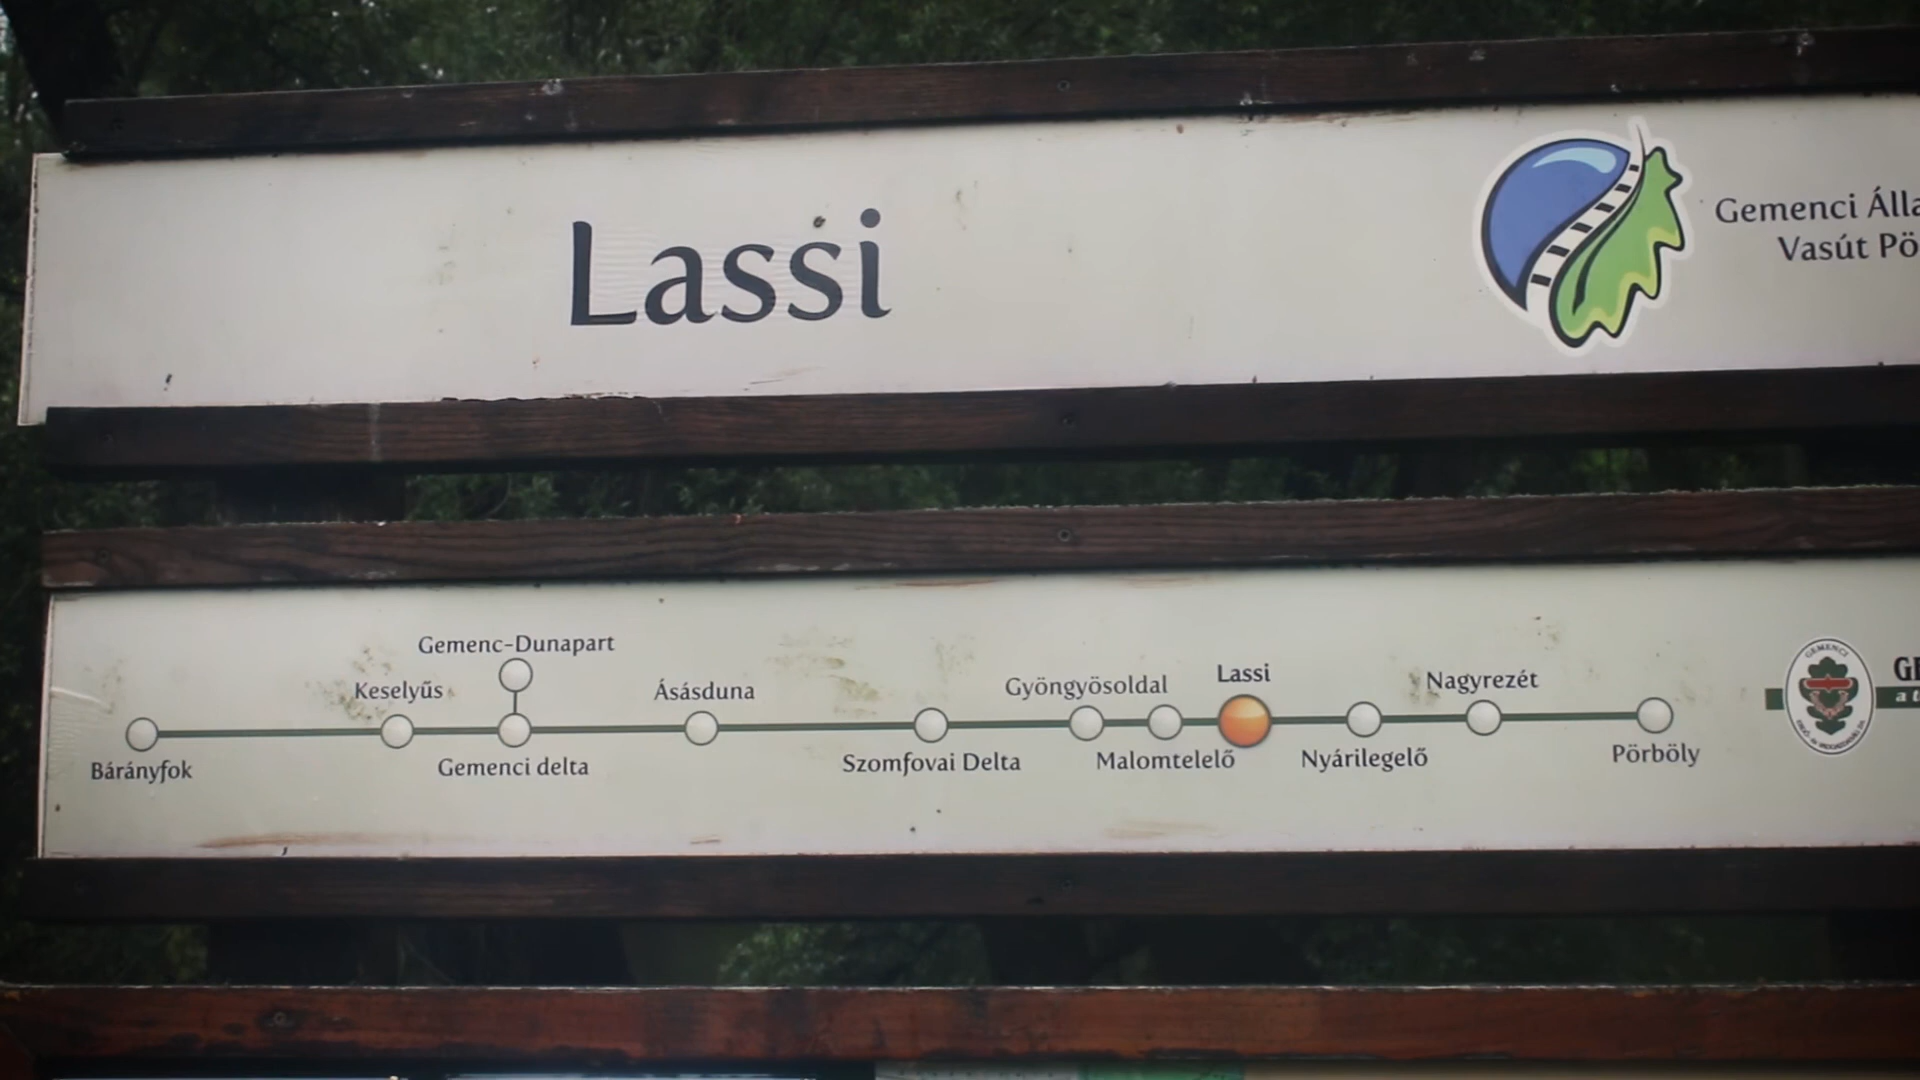 Lassi
Gemenci Álla
Vasút Pö
Gemenc-Dunapart
Keselyűs
Ásásduna
Gyöngyösoldal
Lassi
Nagyrezét
Bárányfok
Gemenci delta
Szomfovai Delta
Malomtelelő
Nyárilegelő
Pörböly
GEMENCI